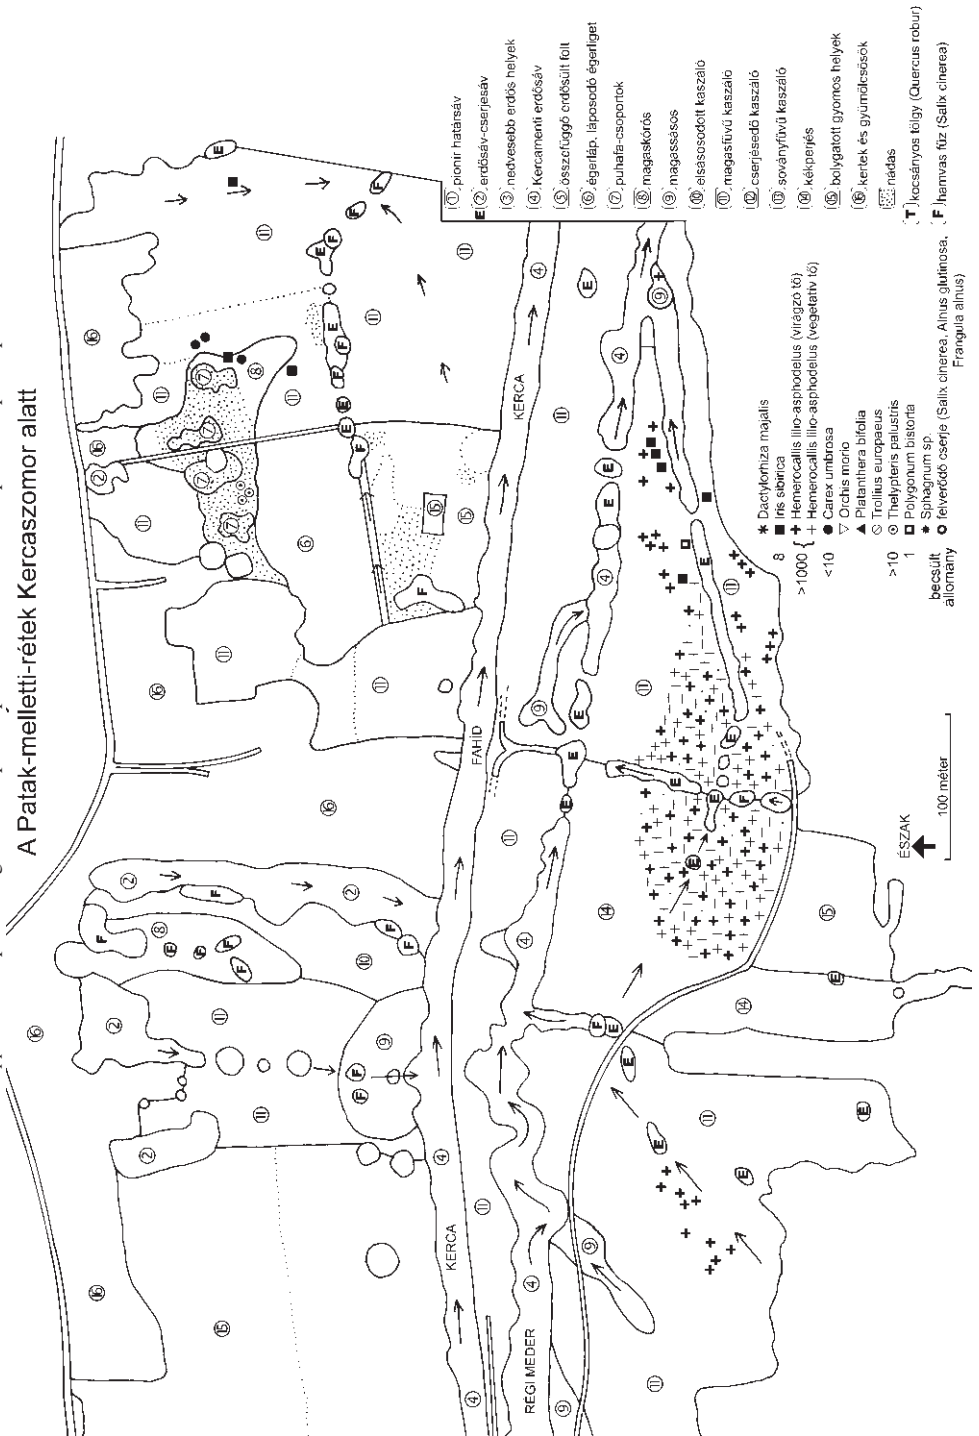 A Patak-melletti-rétek Kercaszomor alatt
① pionír határsáv
② erdősáv-cserjesáv
③ nedvesebb erdős helyek
④ Kercamenti erdősáv
⑤ összefüggő erdősült folt
⑥ égerláp, láposodó égerliget
⑦ puhafa-csoportok
⑧ magaskórós
⑨ magassásos
⑩ elsásosodott kaszáló
⑪ magasfüvű kaszáló
⑫ cserjésedő kaszáló
⑬ soványfüvű kaszáló
⑭ kékperjés
⑮ bolygatott gyomos helyek
⑯ kertek és gyümölcsösök
nádas
T kocsányos tölgy (Quercus robur)
F hamvas fűz (Salix cinerea)
Dactylorhiza majalis
8 Iris sibirica
>1000 { Hemerocallis lilio-asphodelus (virágzó tő)
Hemerocallis lilio-asphodelus (vegetatív tő)
<10 Carex umbrosa
Orchis morio
Platanthera bifolia
Trollius europaeus
>10 Thelypteris palustris
1 Polygonum bistorta
Sphagnum sp.
felverődő cserje (Salix cinerea, Alnus glutinosa,
Frangula alnus)
becsült
állomány
KERCA
FAHÍD
KERCA
RÉGI MEDER
ÉSZAK
100 méter